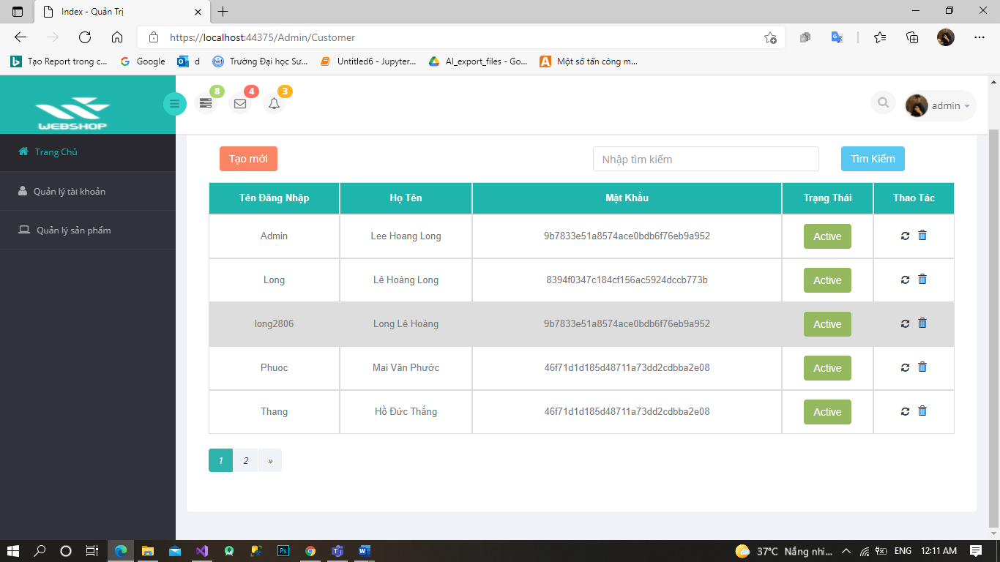 Index - Quản Trị
https://localhost:44375/Admin/Customer
Tạo Report trong c... Google d Trường Đại học Sư... Untitled6 - Jupyter... AI_export_files - Go... Một số tấn công m...
WEBSHOP
8 4 3
admin
Trang Chủ
Quản lý tài khoản
Quản lý sản phẩm
Tạo mới Nhập tìm kiếm Tìm Kiếm
Tên Đăng Nhập Họ Tên Mật Khẩu Trạng Thái Thao Tác
Admin Lee Hoang Long 9b7833e51a8574ace0bdb6f76eb9a952 Active
Long Lê Hoàng Long 8394f0347c184cf156ac5924dccb773b Active
long2806 Long Lê Hoàng 9b7833e51a8574ace0bdb6f76eb9a952 Active
Phuoc Mai Văn Phước 46f71d1d185d48711a73dd2cdbba2e08 Active
Thang Hồ Đức Thắng 46f71d1d185d48711a73dd2cdbba2e08 Active
1 2 »
37°C Nắng nhi... ENG 12:11 AM